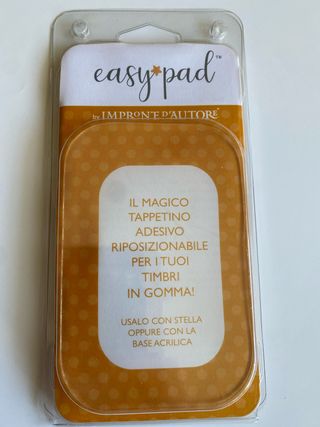 easy pad™
by IMPRONTE D'AUTORE®
IL MAGICO
TAPPETINO
ADESIVO
RIPOSIZIONABILE
PER I TUOI
TIMBRI
IN GOMMA!
USALO CON STELLA
OPPURE CON LA
BASE ACRILICA